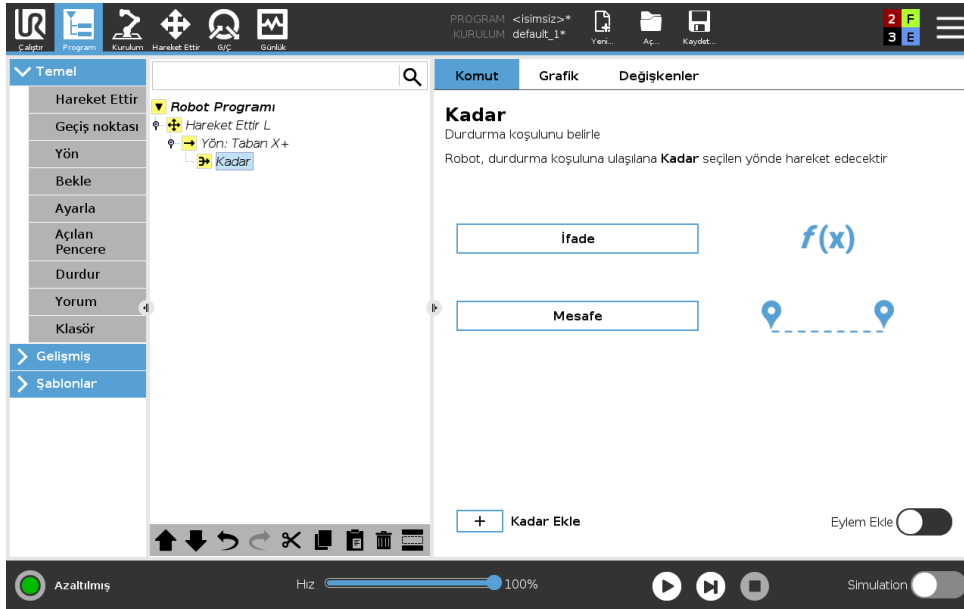 PROGRAM <isimsiz>*
KURULUM default_1*
2 F
3 E
Çalıştır Program Kurulum Hareket Ettir G/Ç Günlük
Yeni... Aç... Kaydet...
Temel
Hareket Ettir
Geçiş noktası
Yön
Bekle
Ayarla
Açılan
Pencere
Durdur
Yorum
Klasör
Gelişmiş
Şablonlar
Robot Programı
Hareket Ettir L
Yön: Taban X+
Kadar
Komut Grafik Değişkenler
Kadar
Durdurma koşulunu belirle
Robot, durdurma koşuluna ulaşılana Kadar seçilen yönde hareket edecektir
İfade
f(x)
Mesafe
+ Kadar Ekle
Eylem Ekle
Azaltılmış
Hız 100%
Simulation